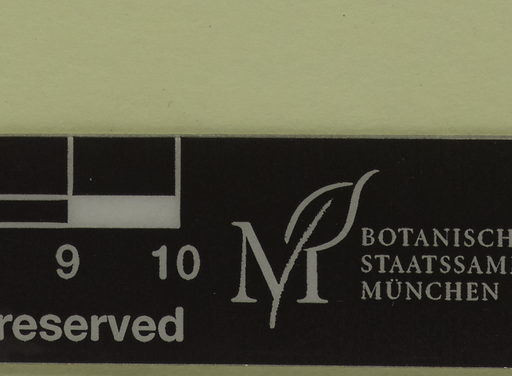 9 10
reserved
M
BOTANISCH
STAATSSAM
MÜNCHEN